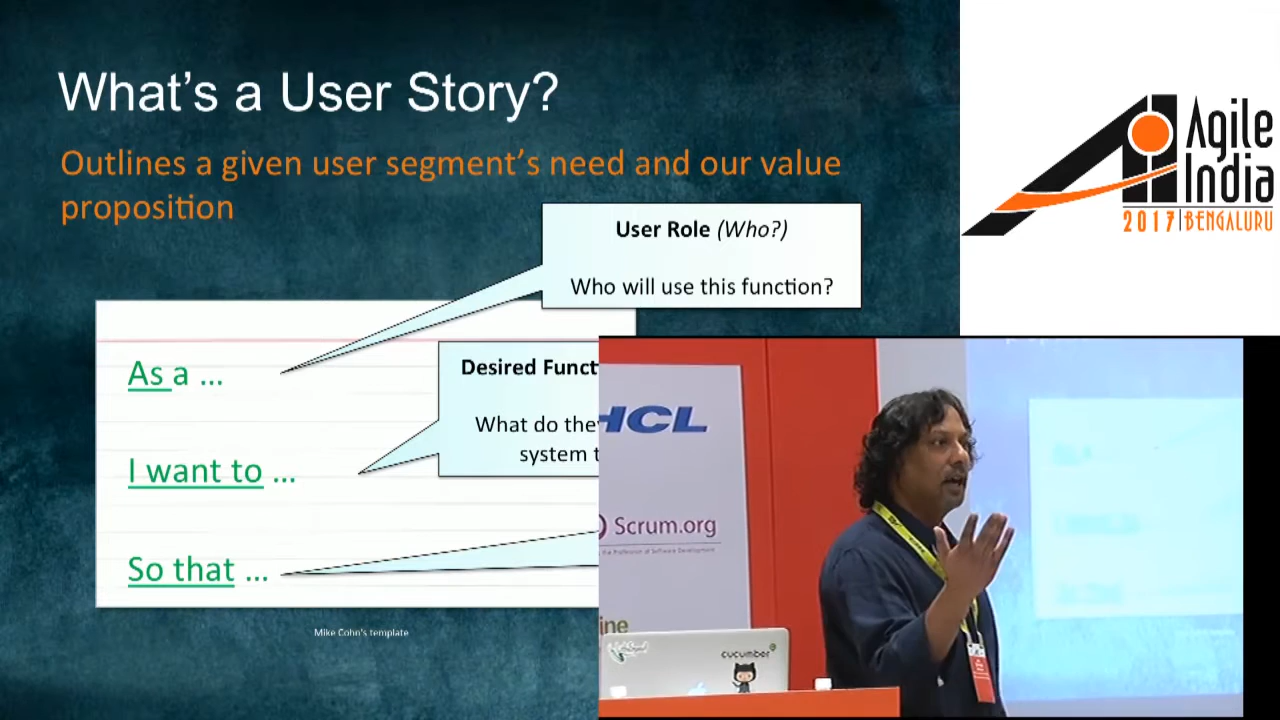 What's a User Story?
Outlines a given user segment's need and our value
proposition
User Role (Who?)
Who will use this function?
As a ...
Desired Funct
What do they
system t
I want to ...
So that ...
Mike Cohn's template
Agile
India
2017 | BENGALURU
HCL
Scrum.org
ine
cucumber